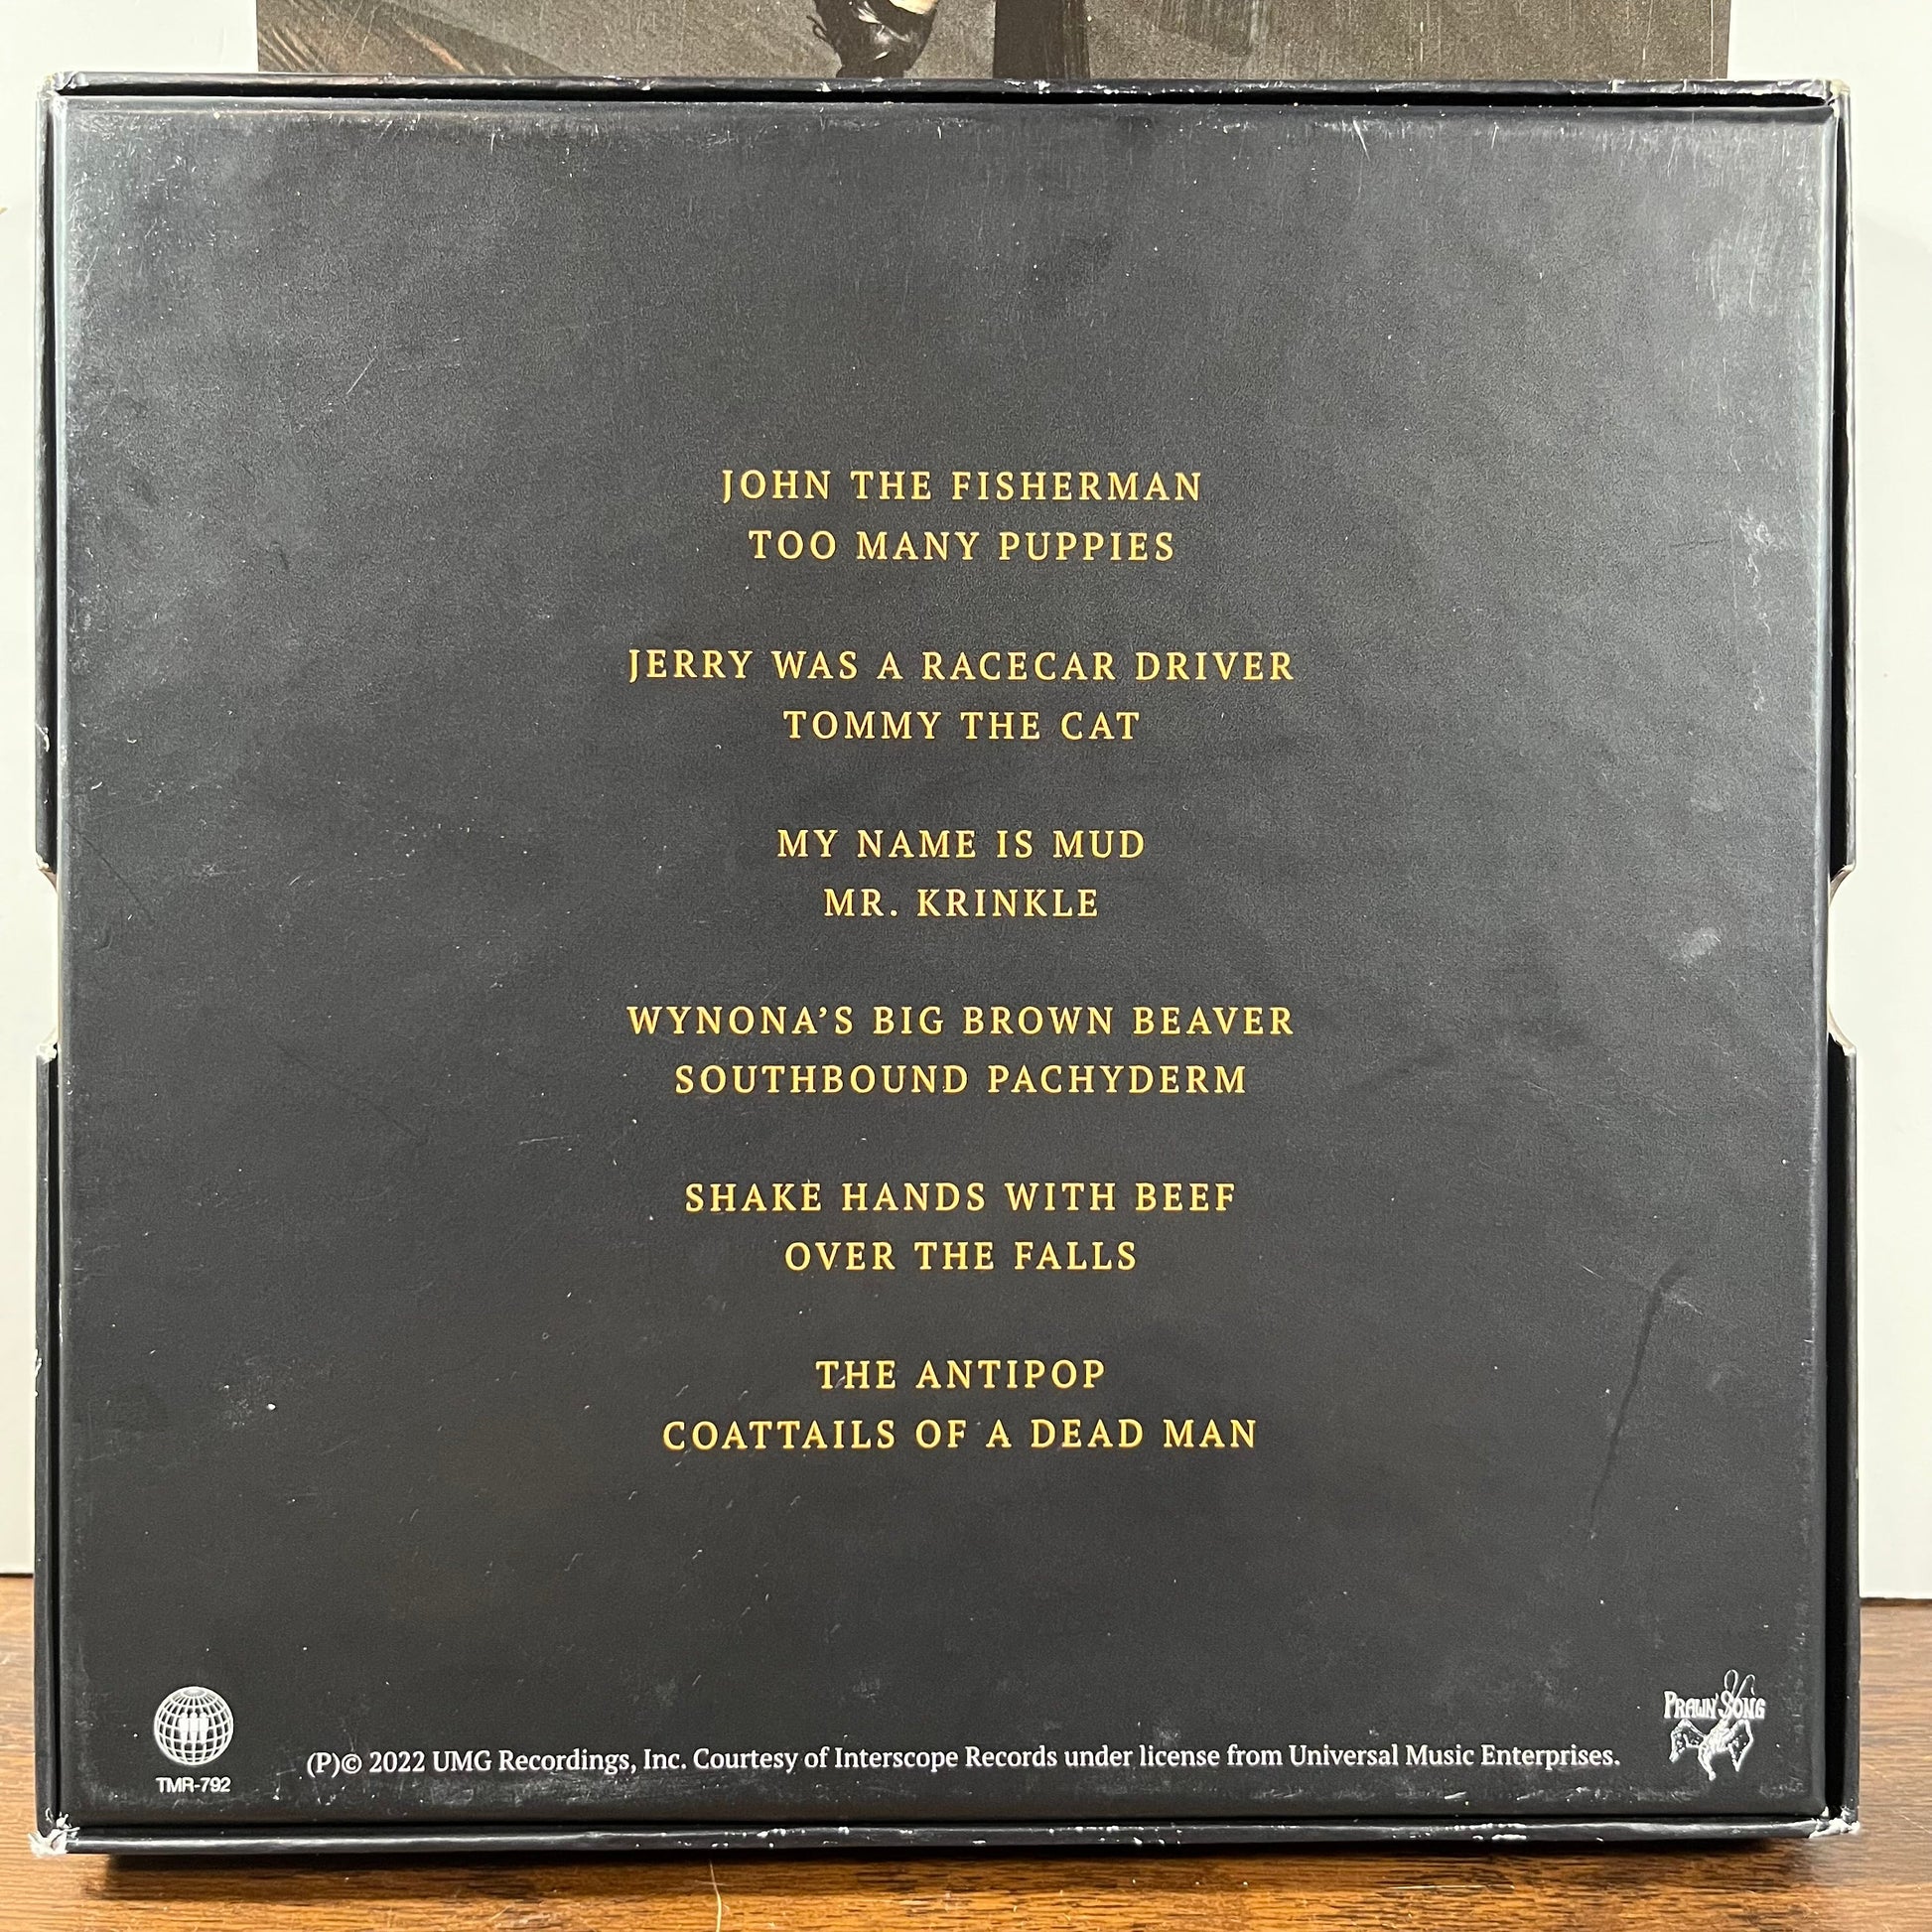 JOHN THE FISHERMAN
TOO MANY PUPPIES
JERRY WAS A RACECAR DRIVER
TOMMY THE CAT
MY NAME IS MUD
MR. KRINKLE
WYNONA’S BIG BROWN BEAVER
SOUTHBOUND PACHYDERM
SHAKE HANDS WITH BEEF
OVER THE FALLS
THE ANTIPOP
COATTAILS OF A DEAD MAN
PRAWN SONG
(P)© 2022 UMG Recordings, Inc. Courtesy of Interscope Records under license from Universal Music Enterprises.
TMR-792